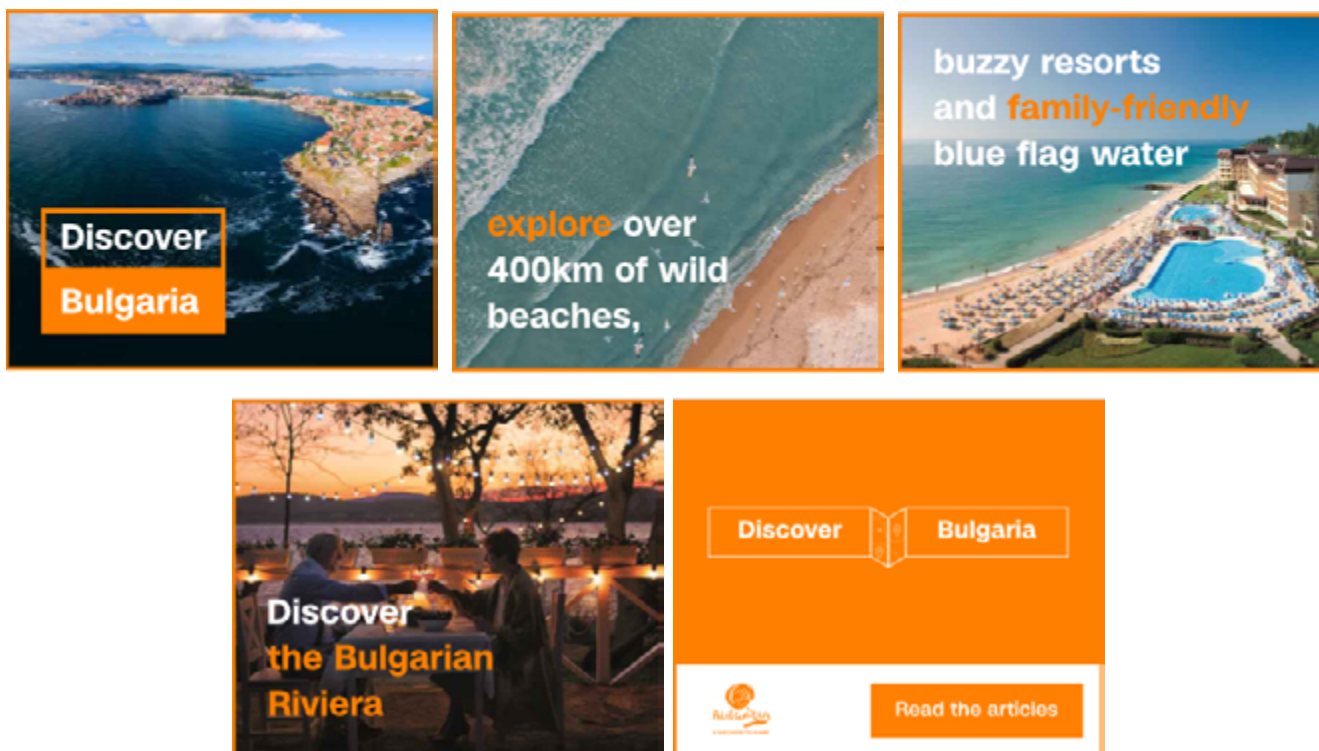 Discover
Bulgaria
explore over
400km of wild
beaches,
buzzy resorts
and family-friendly
blue flag water
Discover
the Bulgarian
Riviera
Discover Bulgaria
Bulgaria
Read the articles